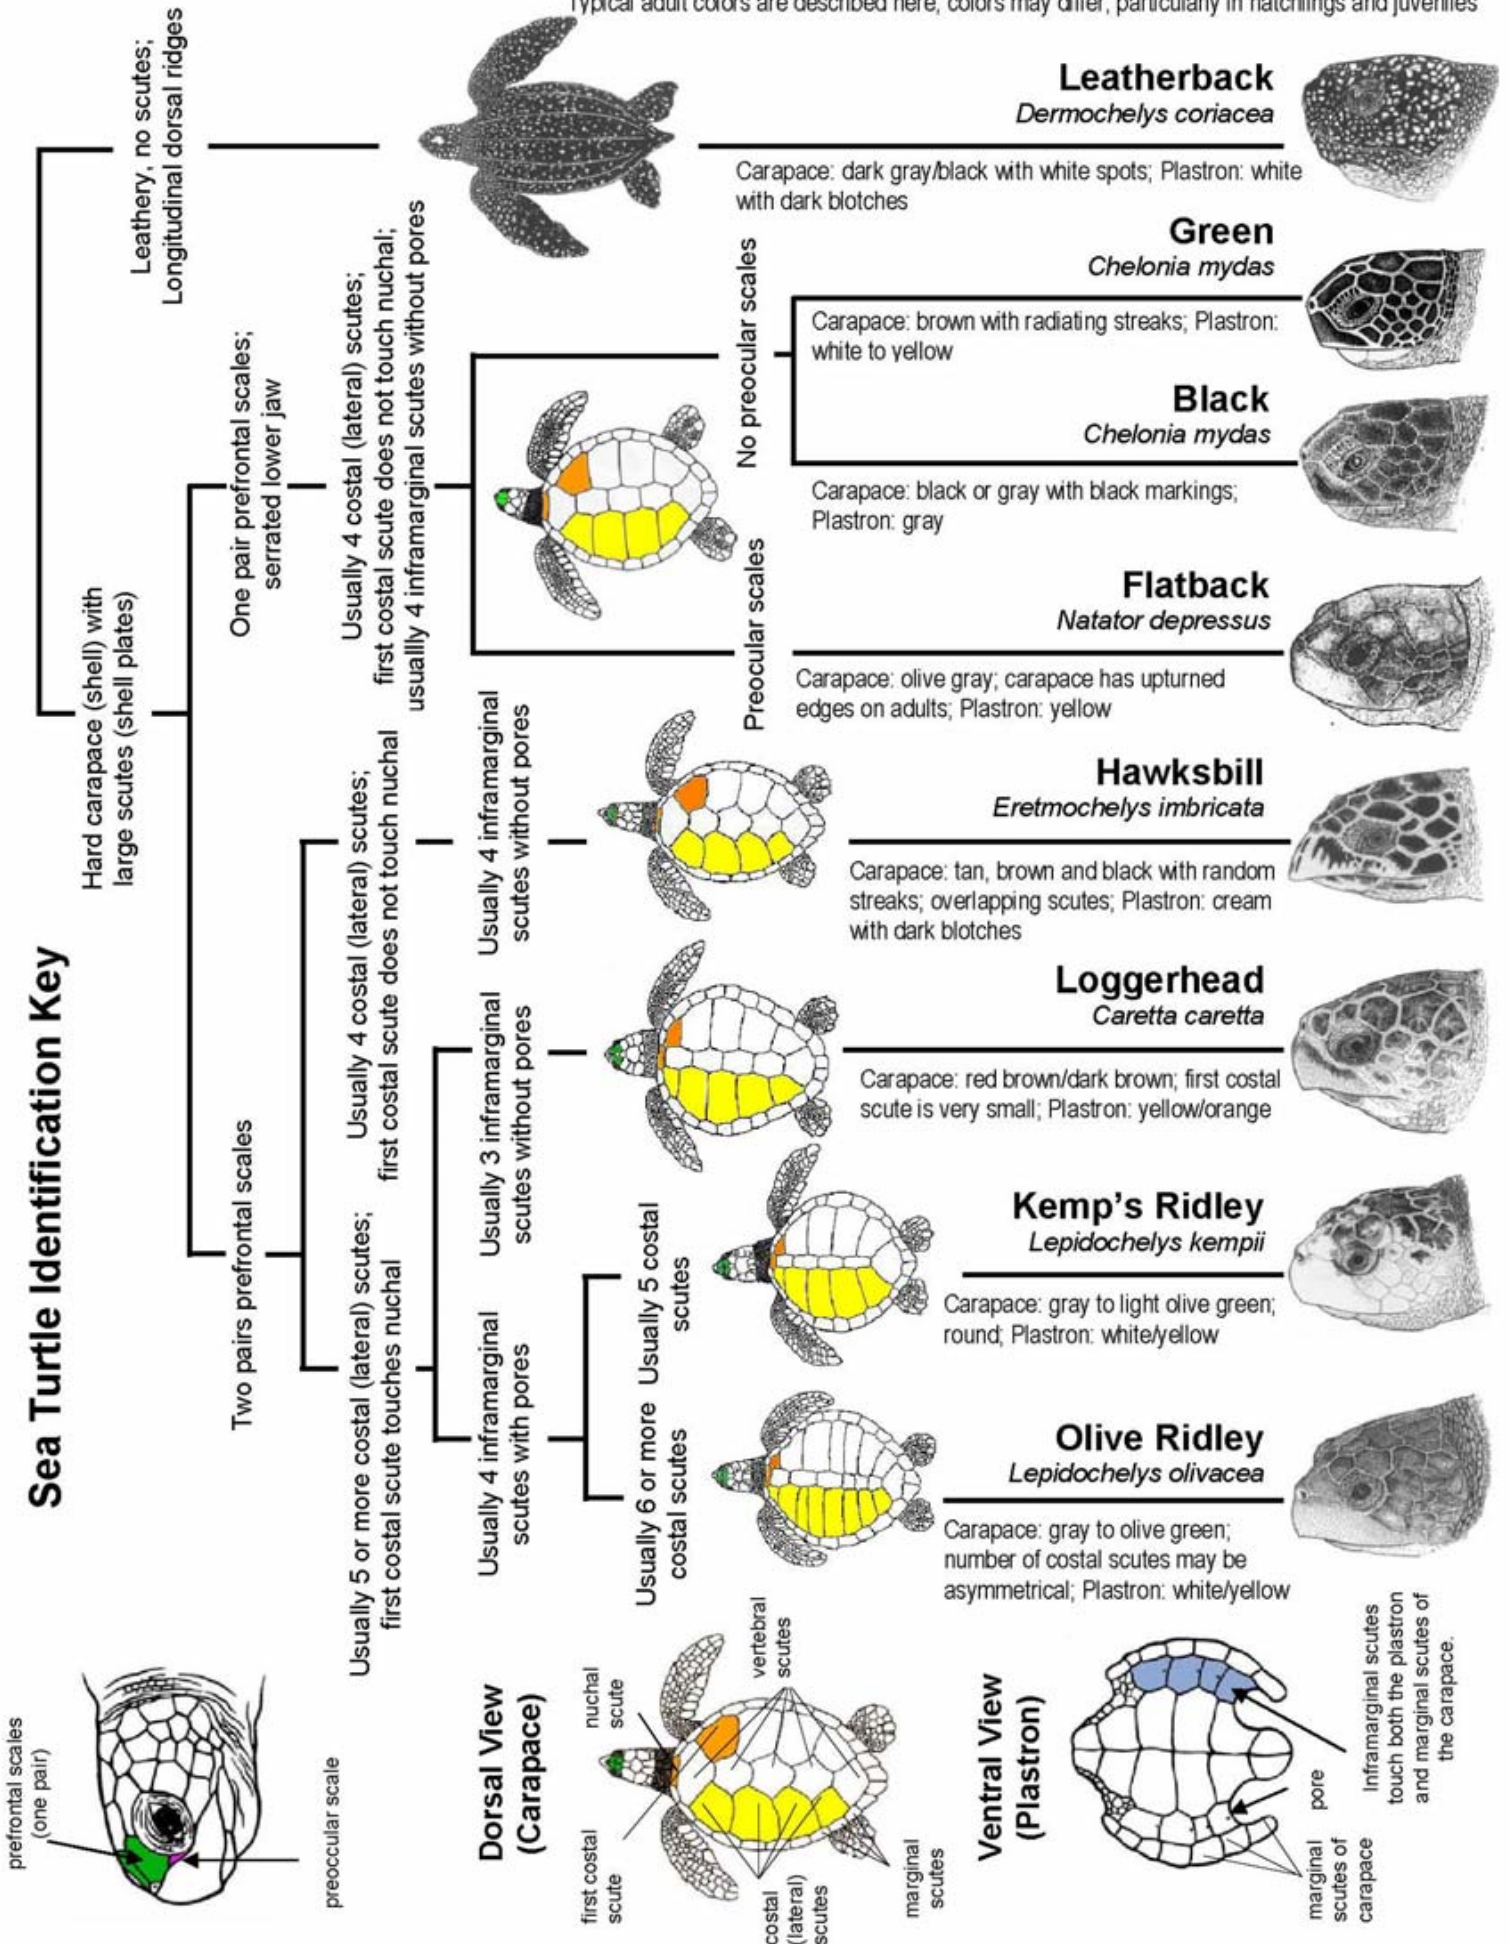 Typical adult colors are described here; colors may differ, particularly in hatchlings and juveniles
Sea Turtle Identification Key
Hard carapace (shell) with
large scutes (shell plates)
Leathery, no scutes;
Longitudinal dorsal ridges
Two pairs prefrontal scales
One pair prefrontal scales;
serrated lower jaw
Usually 5 or more costal (lateral) scutes;
first costal scute touches nuchal
Usually 4 costal (lateral) scutes;
first costal scute does not touch nuchal
Usually 4 costal (lateral) scutes;
first costal scute does not touch nuchal;
usuallly 4 inframarginal scutes without pores
Usually 4 inframarginal
scutes with pores
Usually 3 inframarginal
scutes without pores
Usually 4 inframarginal
scutes without pores
Usually 6 or more
costal scutes
Usually 5 costal
scutes
Preocular scales
No preocular scales
Leatherback
Dermochelys coriacea
Carapace: dark gray/black with white spots; Plastron: white
with dark blotches
Green
Chelonia mydas
Carapace: brown with radiating streaks; Plastron:
white to yellow
Black
Chelonia mydas
Carapace: black or gray with black markings;
Plastron: gray
Flatback
Natator depressus
Carapace: olive gray; carapace has upturned
edges on adults; Plastron: yellow
Hawksbill
Eretmochelys imbricata
Carapace: tan, brown and black with random
streaks; overlapping scutes; Plastron: cream
with dark blotches
Loggerhead
Caretta caretta
Carapace: red brown/dark brown; first costal
scute is very small; Plastron: yellow/orange
Kemp's Ridley
Lepidochelys kempii
Carapace: gray to light olive green;
round; Plastron: white/yellow
Olive Ridley
Lepidochelys olivacea
Carapace: gray to olive green;
number of costal scutes may be
asymmetrical; Plastron: white/yellow
prefrontal scales
(one pair)
preoccular scale
Dorsal View
(Carapace)
first costal
scute
nuchal
scute
vertebral
scutes
costal
(lateral)
scutes
marginal
scutes
Ventral View
(Plastron)
marginal
scutes of
carapace
pore
Inframarginal scutes
touch both the plastron
and marginal scutes of
the carapace.